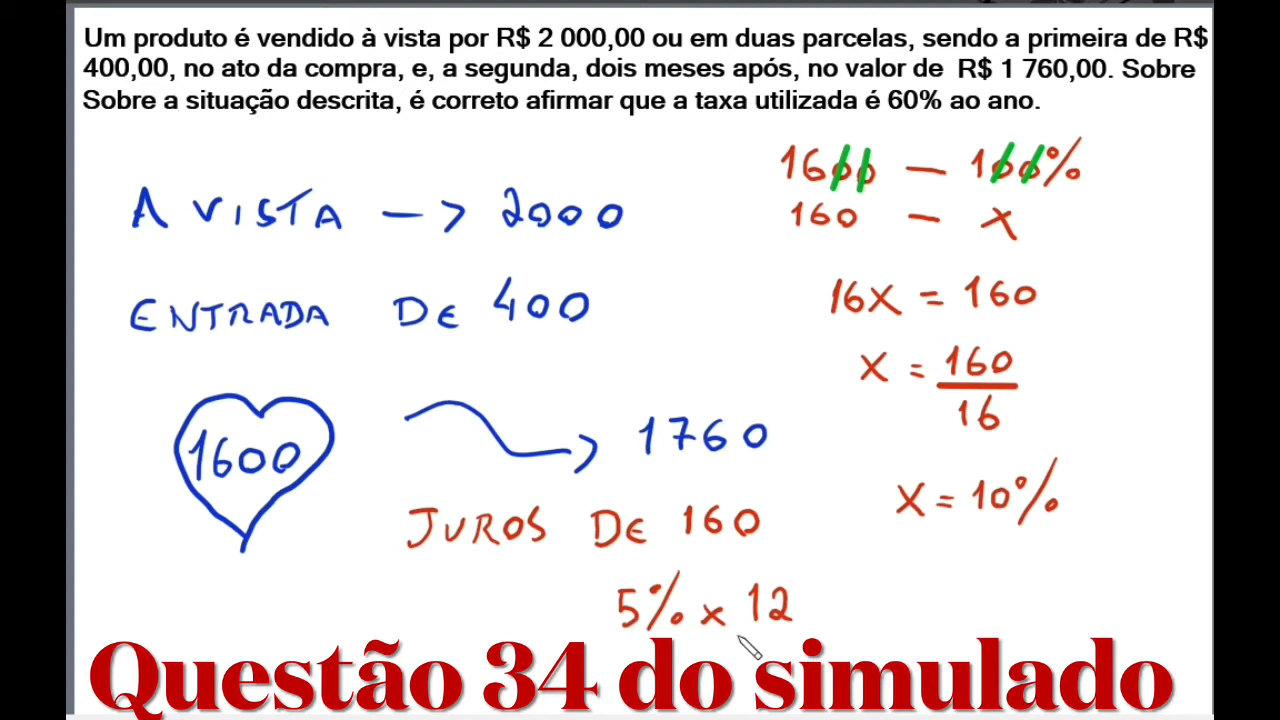 Um produto é vendido à vista por R$ 2 000,00 ou em duas parcelas, sendo a primeira de R$
400,00, no ato da compra, e, a segunda, dois meses após, no valor de R$ 1 760,00. Sobre
Sobre a situação descrita, é correto afirmar que a taxa utilizada é 60% ao ano.
A VISTA -> 2000
ENTRADA DE 400
1600
1760
JUROS DE 160
5% x 12
1600 — 100%
160 — x
16x = 160
x = 160
16
x = 10%
Questão 34 do simulado